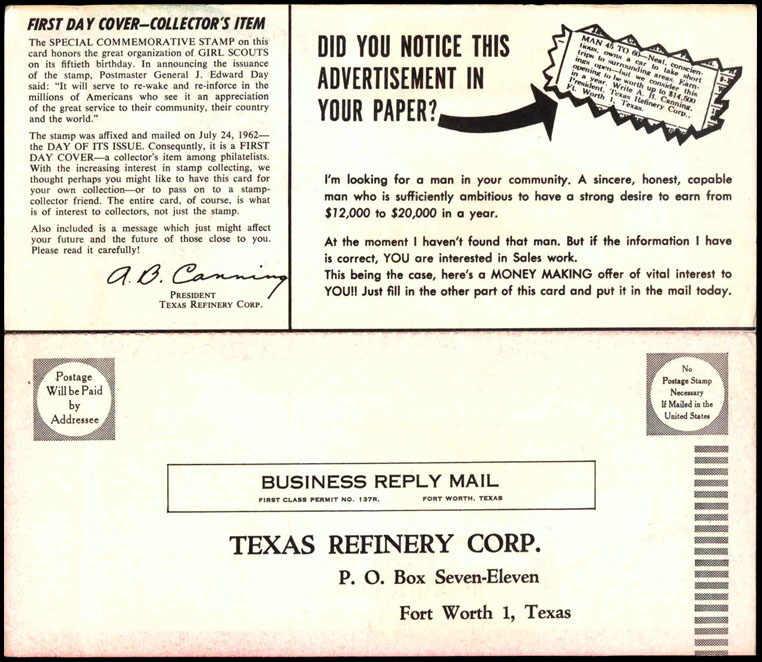 FIRST DAY COVER—COLLECTOR'S ITEM
The SPECIAL COMMEMORATIVE STAMP on this
card honors the great organization of GIRL SCOUTS
on its fiftieth birthday. In announcing the issuance
of the stamp, Postmaster General J. Edward Day
said: "It will serve to re-wake and re-inforce in the
millions of Americans who see it an appreciation
of the great service to their community, their country
and the world."
The stamp was affixed and mailed on July 24, 1962—
the DAY OF ITS ISSUE. Consequntly, it is a FIRST
DAY COVER—a collector's item among philatelists.
With the increasing interest in stamp collecting, we
thought perhaps you might like to have this card for
your own collection—or to pass on to a stamp-
collector friend. The entire card, of course, is what
is of interest to collectors, not just the stamp.
Also included is a message which just might affect
your future and the future of those close to you.
Please read it carefully!
A. B. Canning
PRESIDENT
TEXAS REFINERY CORP.
DID YOU NOTICE THIS
ADVERTISEMENT IN
YOUR PAPER?
MAN 45 TO 60—Neat, conscien-
tious, owns a car to take short
trips to surrounding areas. Earn-
ings open—but we consider this
opening to be worth up to $14,500
in a year. Write A. B. Canning,
President, Texas Refinery Corp.,
Ft. Worth 1, Texas.
I'm looking for a man in your community. A sincere, honest, capable
man who is sufficiently ambitious to have a strong desire to earn from
$12,000 to $20,000 in a year.
At the moment I haven't found that man. But if the information I have
is correct, YOU are interested in Sales work.
This being the case, here's a MONEY MAKING offer of vital interest to
YOU!! Just fill in the other part of this card and put it in the mail today.
Postage
Will be Paid
by
Addressee
No
Postage Stamp
Necessary
If Mailed in the
United States
BUSINESS REPLY MAIL
FIRST CLASS PERMIT NO. 137R, FORT WORTH, TEXAS
TEXAS REFINERY CORP.
P. O. Box Seven-Eleven
Fort Worth 1, Texas